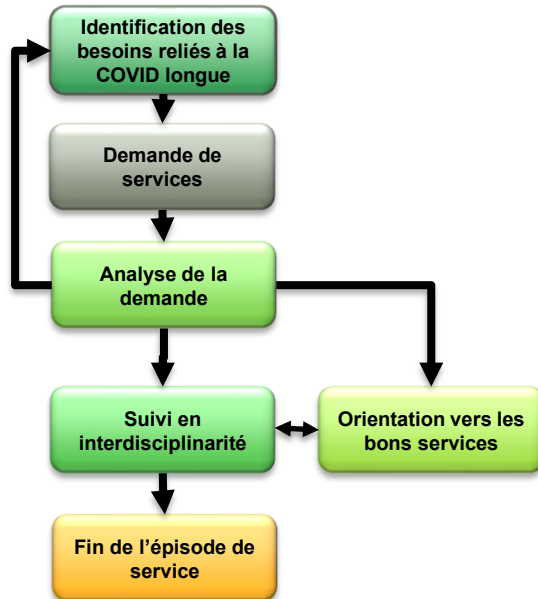 Identification des
besoins reliés à la
COVID longue
Demande de
services
Analyse de la
demande
Suivi en
interdisciplinarité
Orientation vers les
bons services
Fin de l'épisode de
service